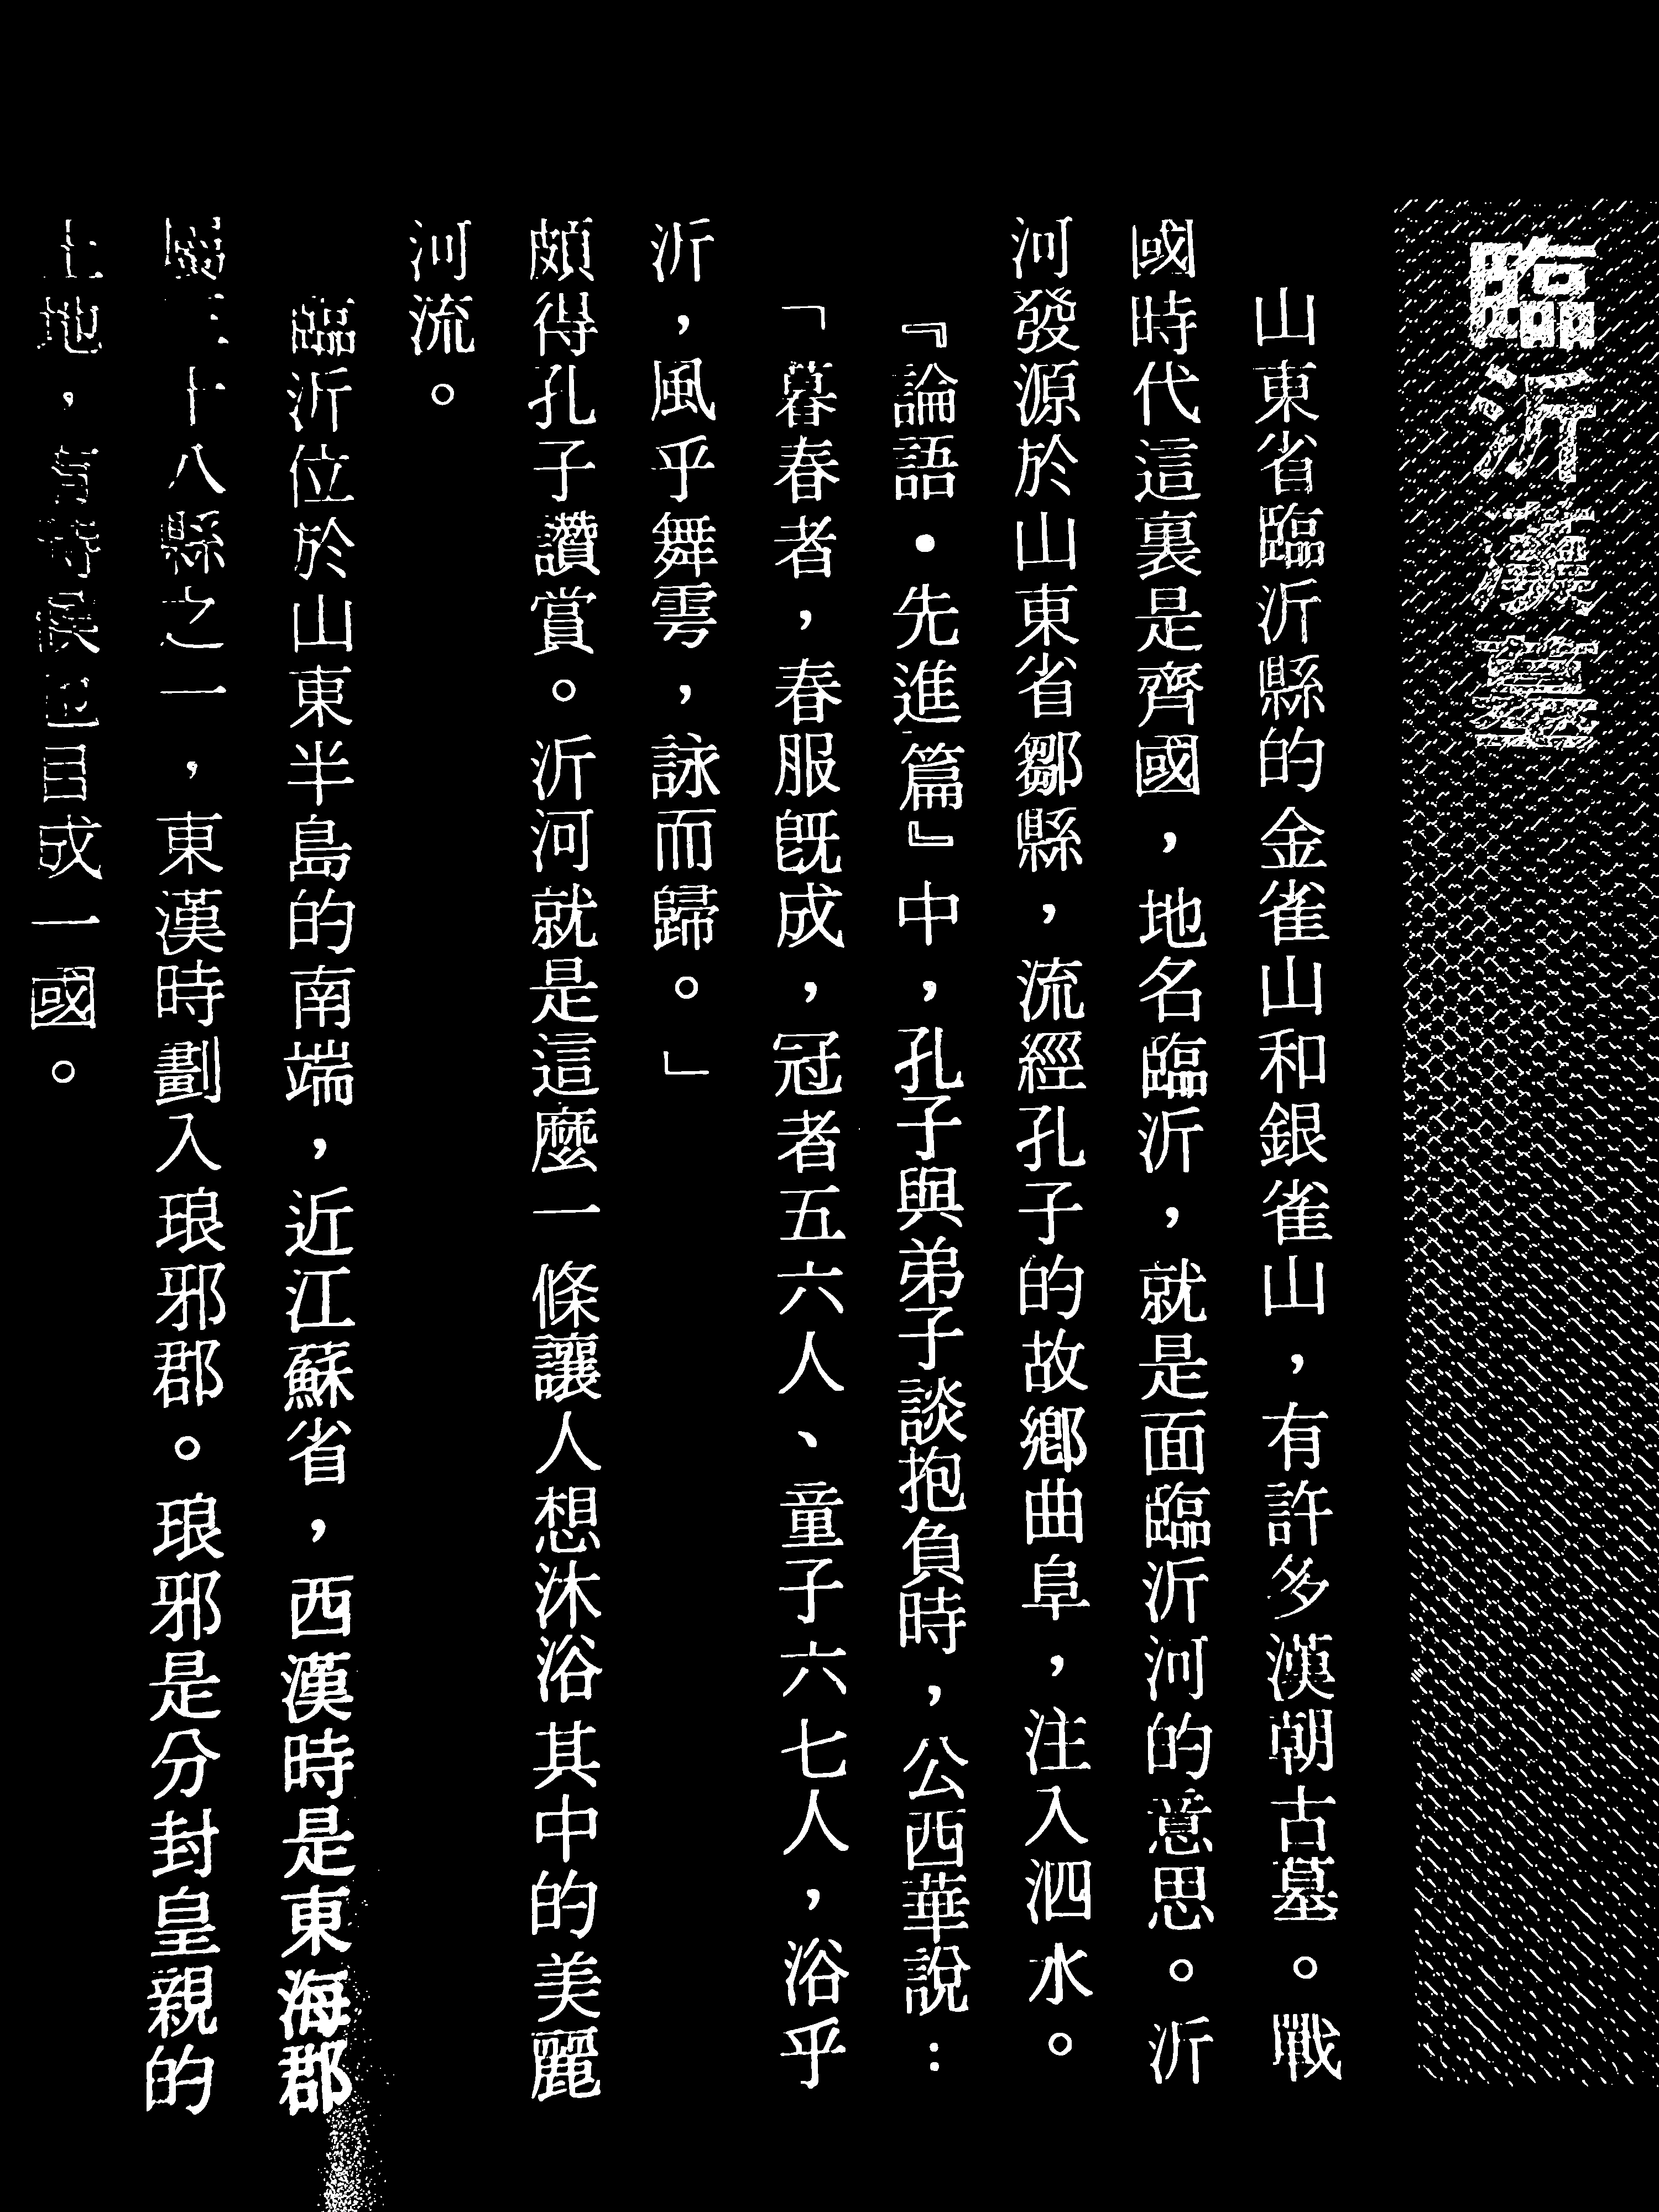 臨沂漢墓
山東省臨沂縣的金雀山和銀雀山，有許多漢朝古墓。戰
國時代這裏是齊國，地名臨沂，就是面臨沂河的意思。沂
河發源於山東省鄒縣，流經孔子的故鄉曲阜，注入泗水。
『論語•先進篇』中，孔子與弟子談抱負時，公西華說：
「暮春者，春服旣成，冠者五六人、童子六七人，浴乎
沂，風乎舞雩，詠而歸。」
頗得孔子讚賞。沂河就是這麼一條讓人想沐浴其中的美麗
河流。
臨沂位於山東半島的南端，近江蘇省，西漢時是東海郡
屬三十八縣之一，東漢時劃入琅邪郡。琅邪是分封皇親的
土地，有時侯也自成一國。